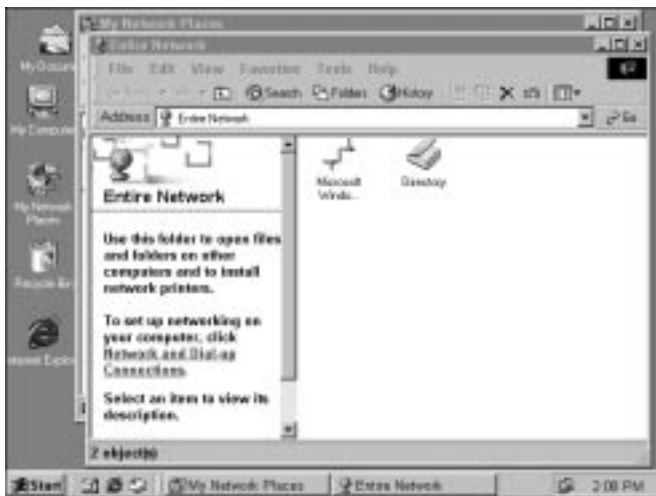 My Network Places
Entire Network
File Edit View Favorites Tools Help
Search Folders History
Address Entire Network Go
My Network
Places
Recycle Bin
Entire Network
Use this folder to open files
and folders on other
computers and to install
network printers.
To set up networking on
your computer, click
Network and Dial-up
Connections.
Select an item to view its
description.
Microsoft
Windo...
Directory
2 object(s)
Start My Network Places Entire Network 2:08 PM